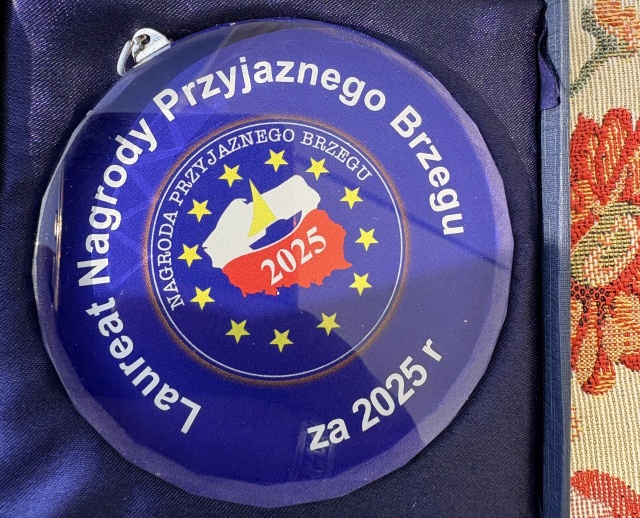 Laureat Nagrody Przyjaznego Brzegu
NAGRODA PRZYJAZNEGO BRZEGU
2025
za 2025 r